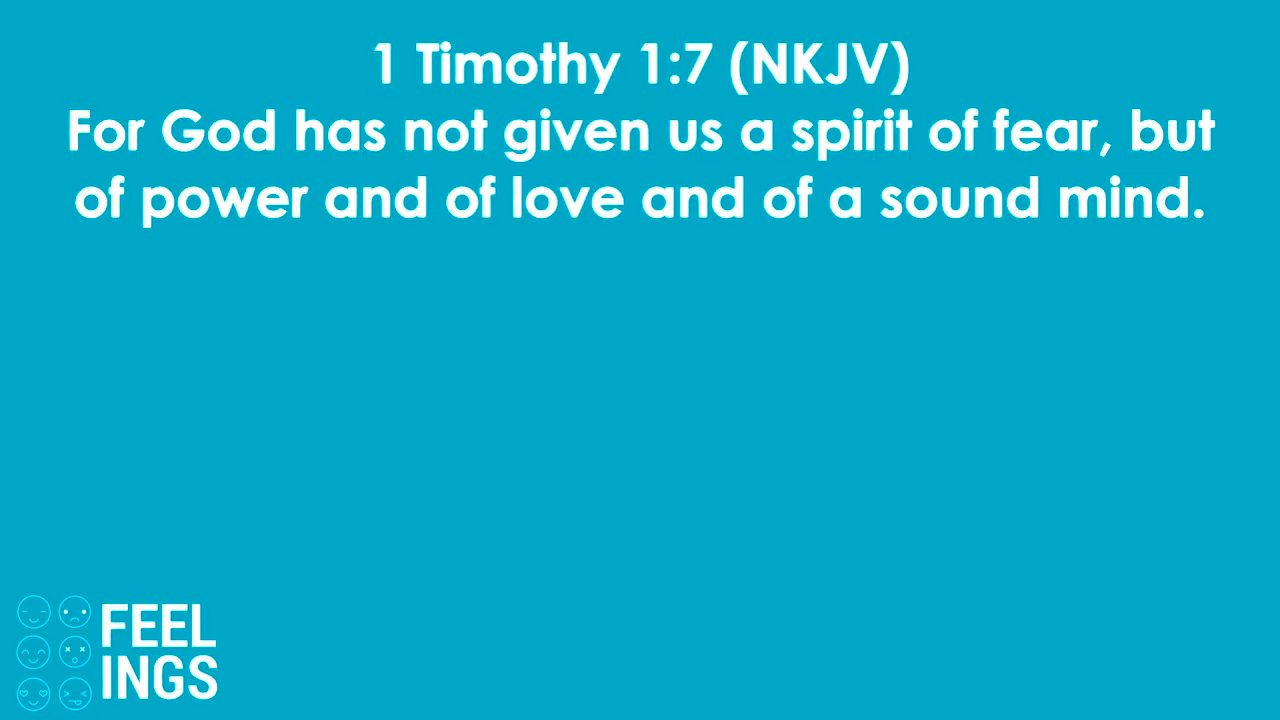 1 Timothy 1:7 (NKJV)
For God has not given us a spirit of fear, but
of power and of love and of a sound mind.
FEEL
INGS